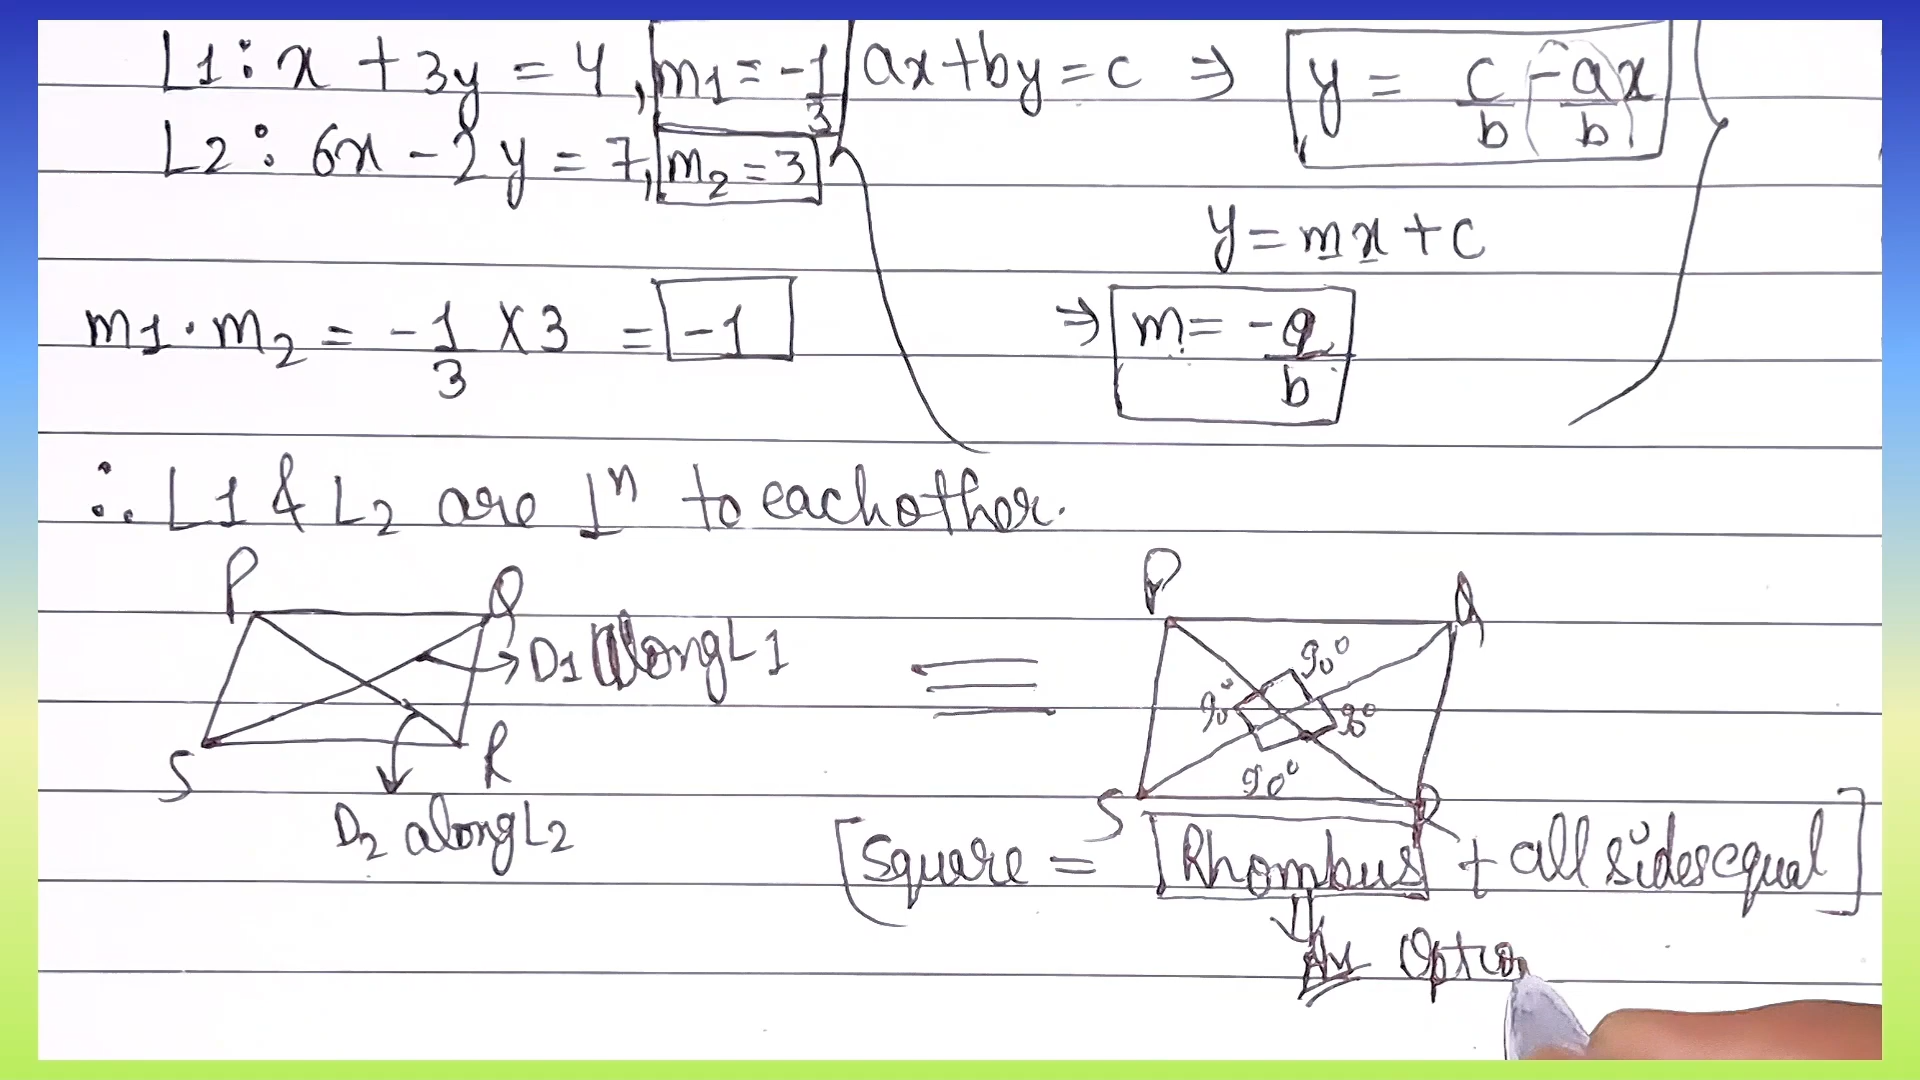 L1: x + 3y = 4, m1 = -1/3 ax+by = c ⇒ y = c/b - a/b x
L2: 6x - 2y = 7, m2 = 3
y = mx + c
m1 · m2 = -1/3 X 3 = -1 ⇒ m = -a/b
∴ L1 & L2 are ⊥n to each other.
P Q P Q
D1 along L1 ≡ 90° 90° 90° 90°
S R S R
D2 along L2
[Square = Rhombus + all sides equal]
⇓
Ans Option